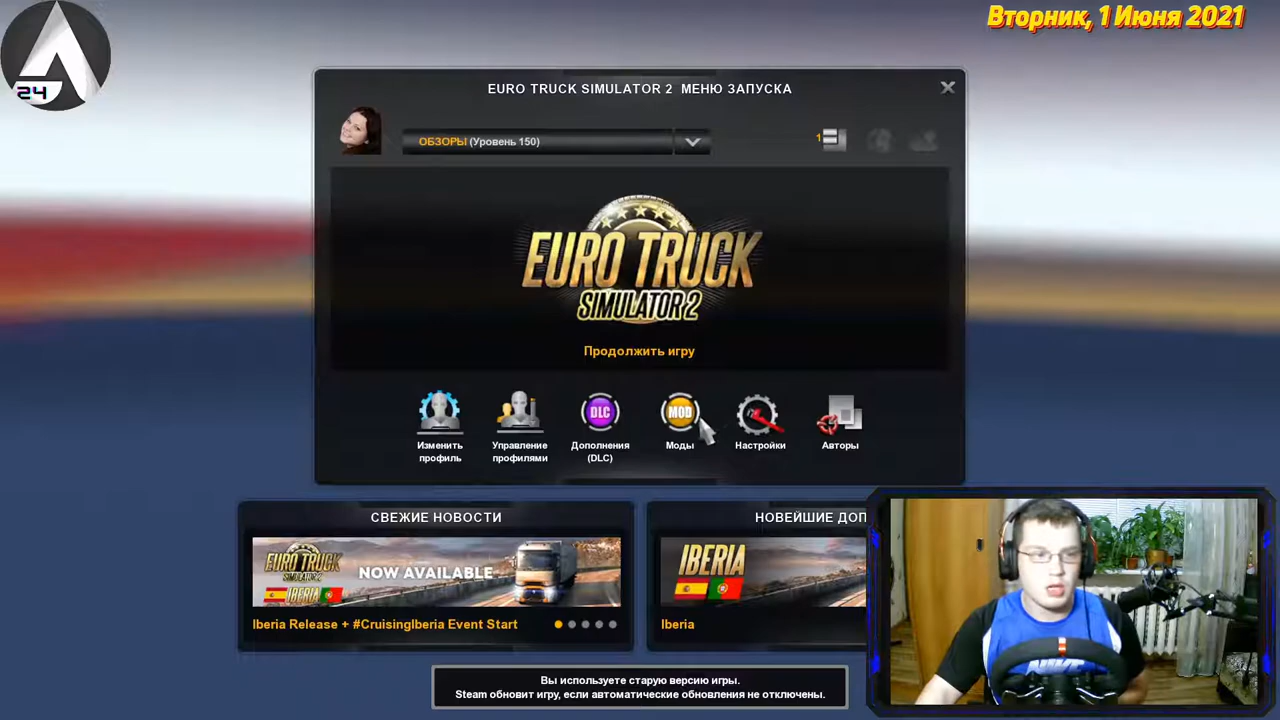 Вторник, 1 Июня 2021
24
EURO TRUCK SIMULATOR 2 МЕНЮ ЗАПУСКА
ОБЗОРЫ (Уровень 150)
1
EURO TRUCK
SIMULATOR 2
Продолжить игру
DLC
MOD
Изменить
профиль
Управление
профилями
Дополнения
(DLC)
Моды
Настройки
Авторы
СВЕЖИЕ НОВОСТИ
НОВЕЙШИЕ ДОП
EURO TRUCK
SIMULATOR 2
IBERIA
NOW AVAILABLE
IBERIA
Iberia Release + #CruisingIberia Event Start
Iberia
Вы используете старую версию игры.
Steam обновит игру, если автоматические обновления не отключены.
NIKE